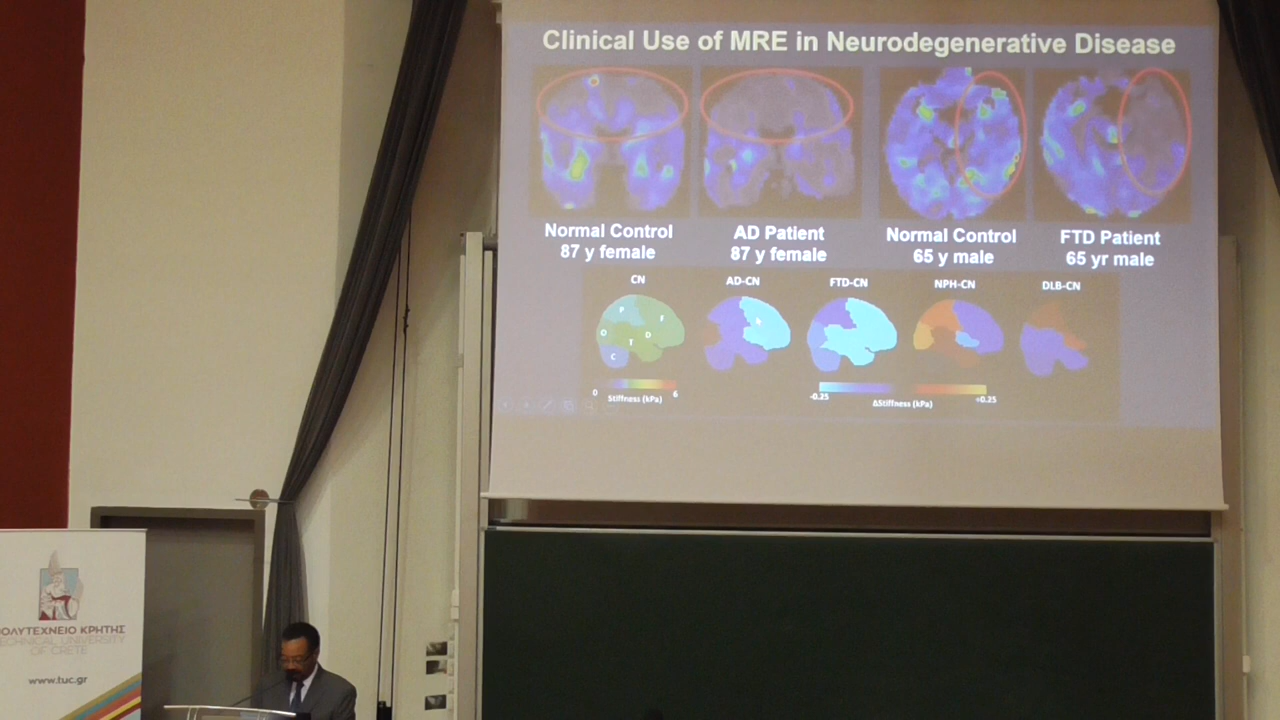 Clinical Use of MRE in Neurodegenerative Disease
Normal Control
87 y female
AD Patient
87 y female
Normal Control
65 y male
FTD Patient
65 yr male
CN
AD-CN
FTD-CN
NPH-CN
DLB-CN
P
F
O
D
T
C
0
6
Stiffness (kPa)
-0.25
+0.25
ΔStiffness (kPa)
ΟΛΥΤΕΧΝΕΙΟ ΚΡΗΤΗΣ
ECHNICAL UNIVERSITY
OF CRETE
www.tuc.gr